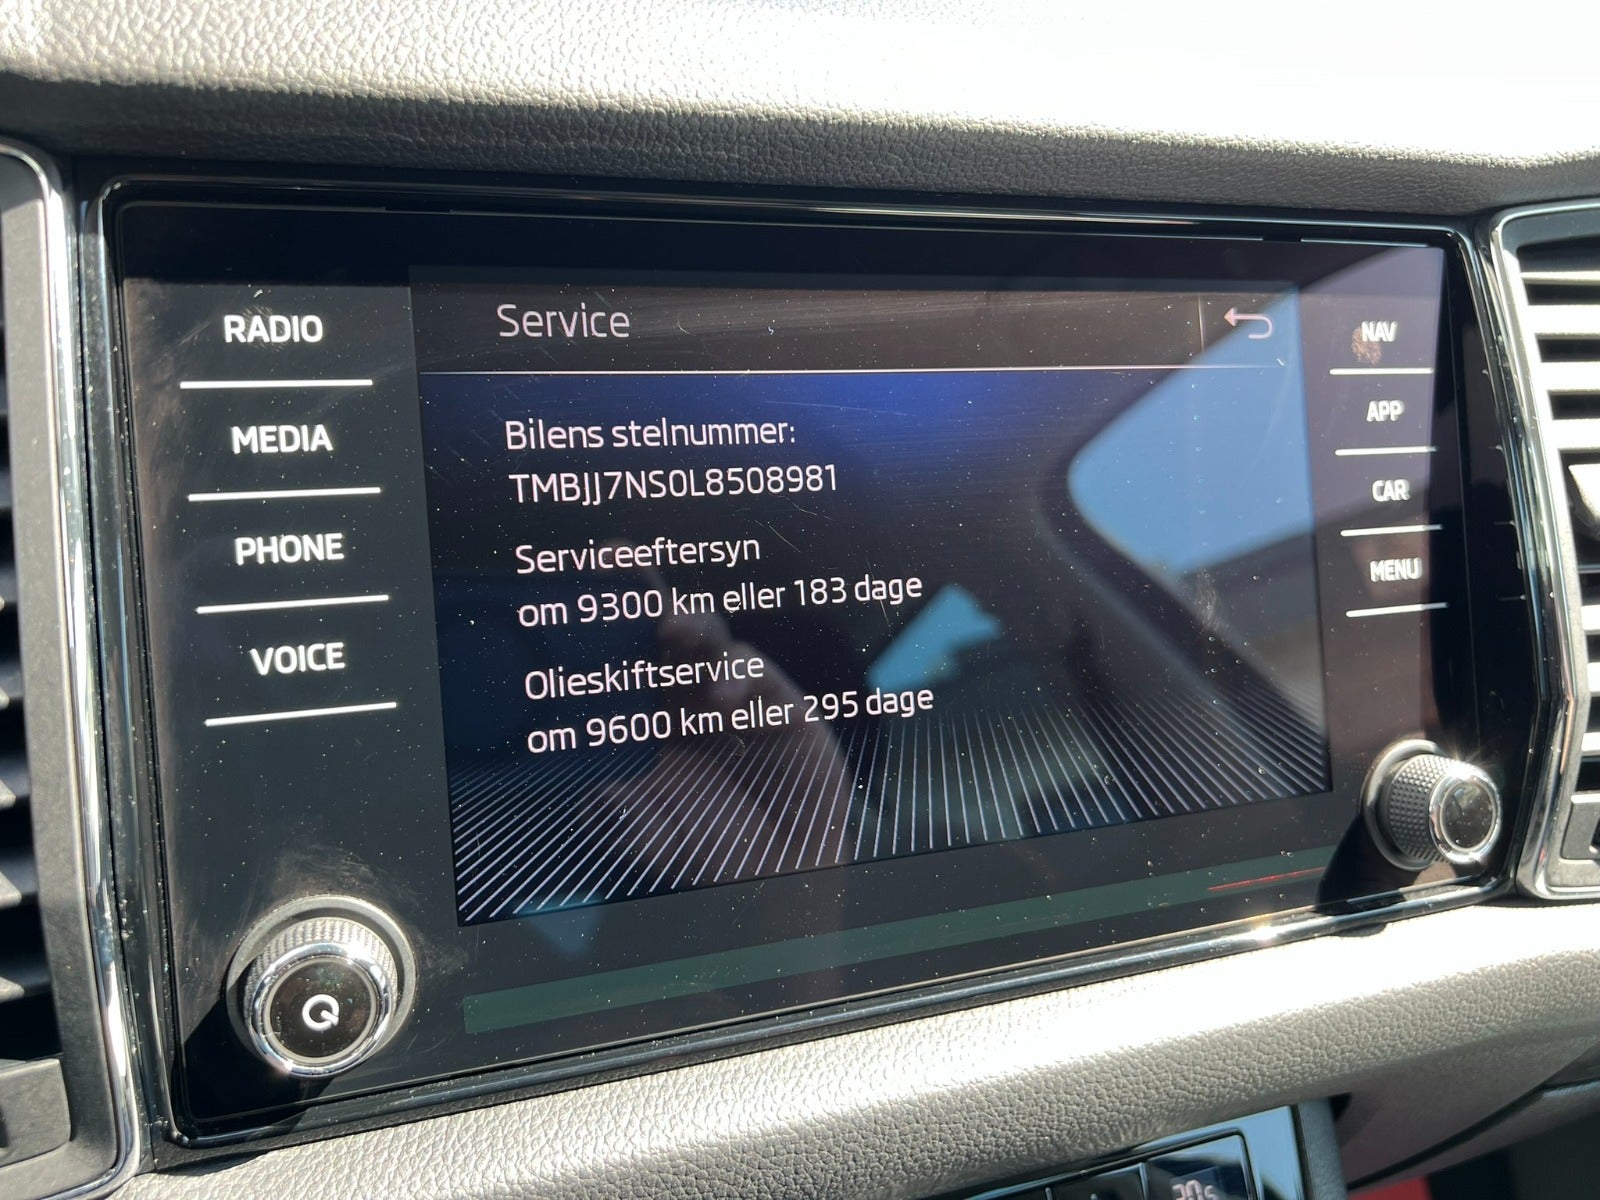 Service
RADIO
MEDIA
PHONE
VOICE
Bilens stelnummer:
TMBJJ7NS0L8508981
Serviceeftersyn
om 9300 km eller 183 dage
Olieskiftservice
om 9600 km eller 295 dage
NAV
APP
CAR
MENU